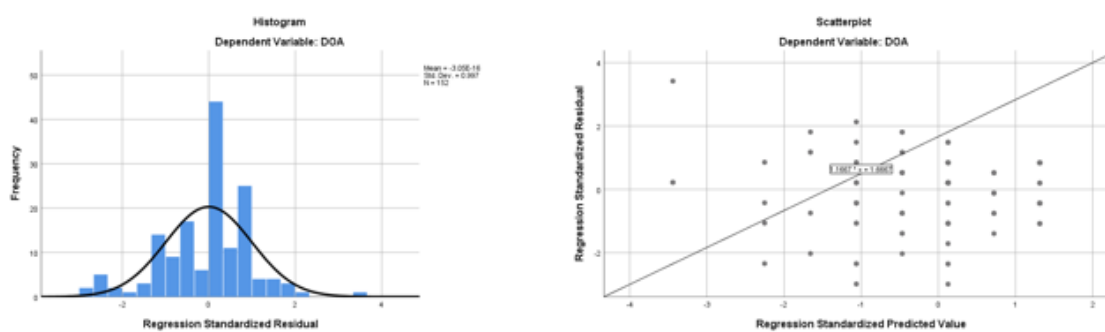 Histogram
Dependent Variable: DOA
Mean = -3.05E-16
Std. Dev. = 0.997
N = 152
50
40
30
20
10
0
Frequency
-2
0
2
4
Regression Standardized Residual
Scatterplot
Dependent Variable: DOA
4
2
0
-2
Regression Standardized Residual
-4
-3
-2
-1
0
1
2
Regression Standardized Predicted Value